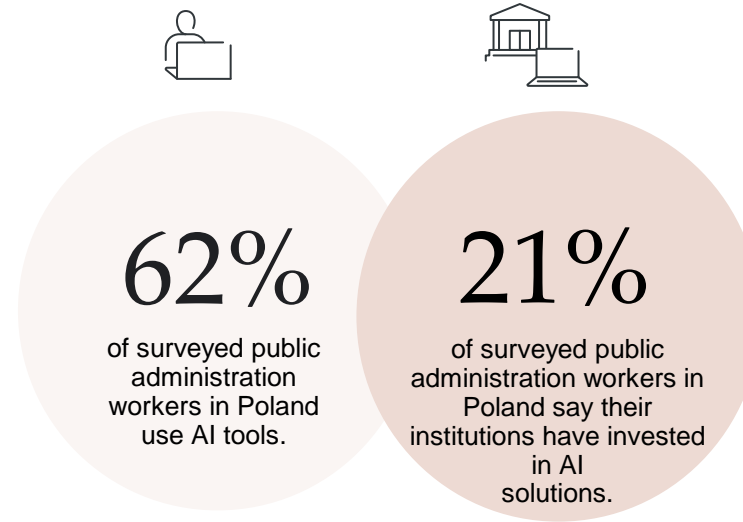 62%
of surveyed public
administration
workers in Poland
use AI tools.
21%
of surveyed public
administration workers in
Poland say their
institutions have invested
in AI
solutions.